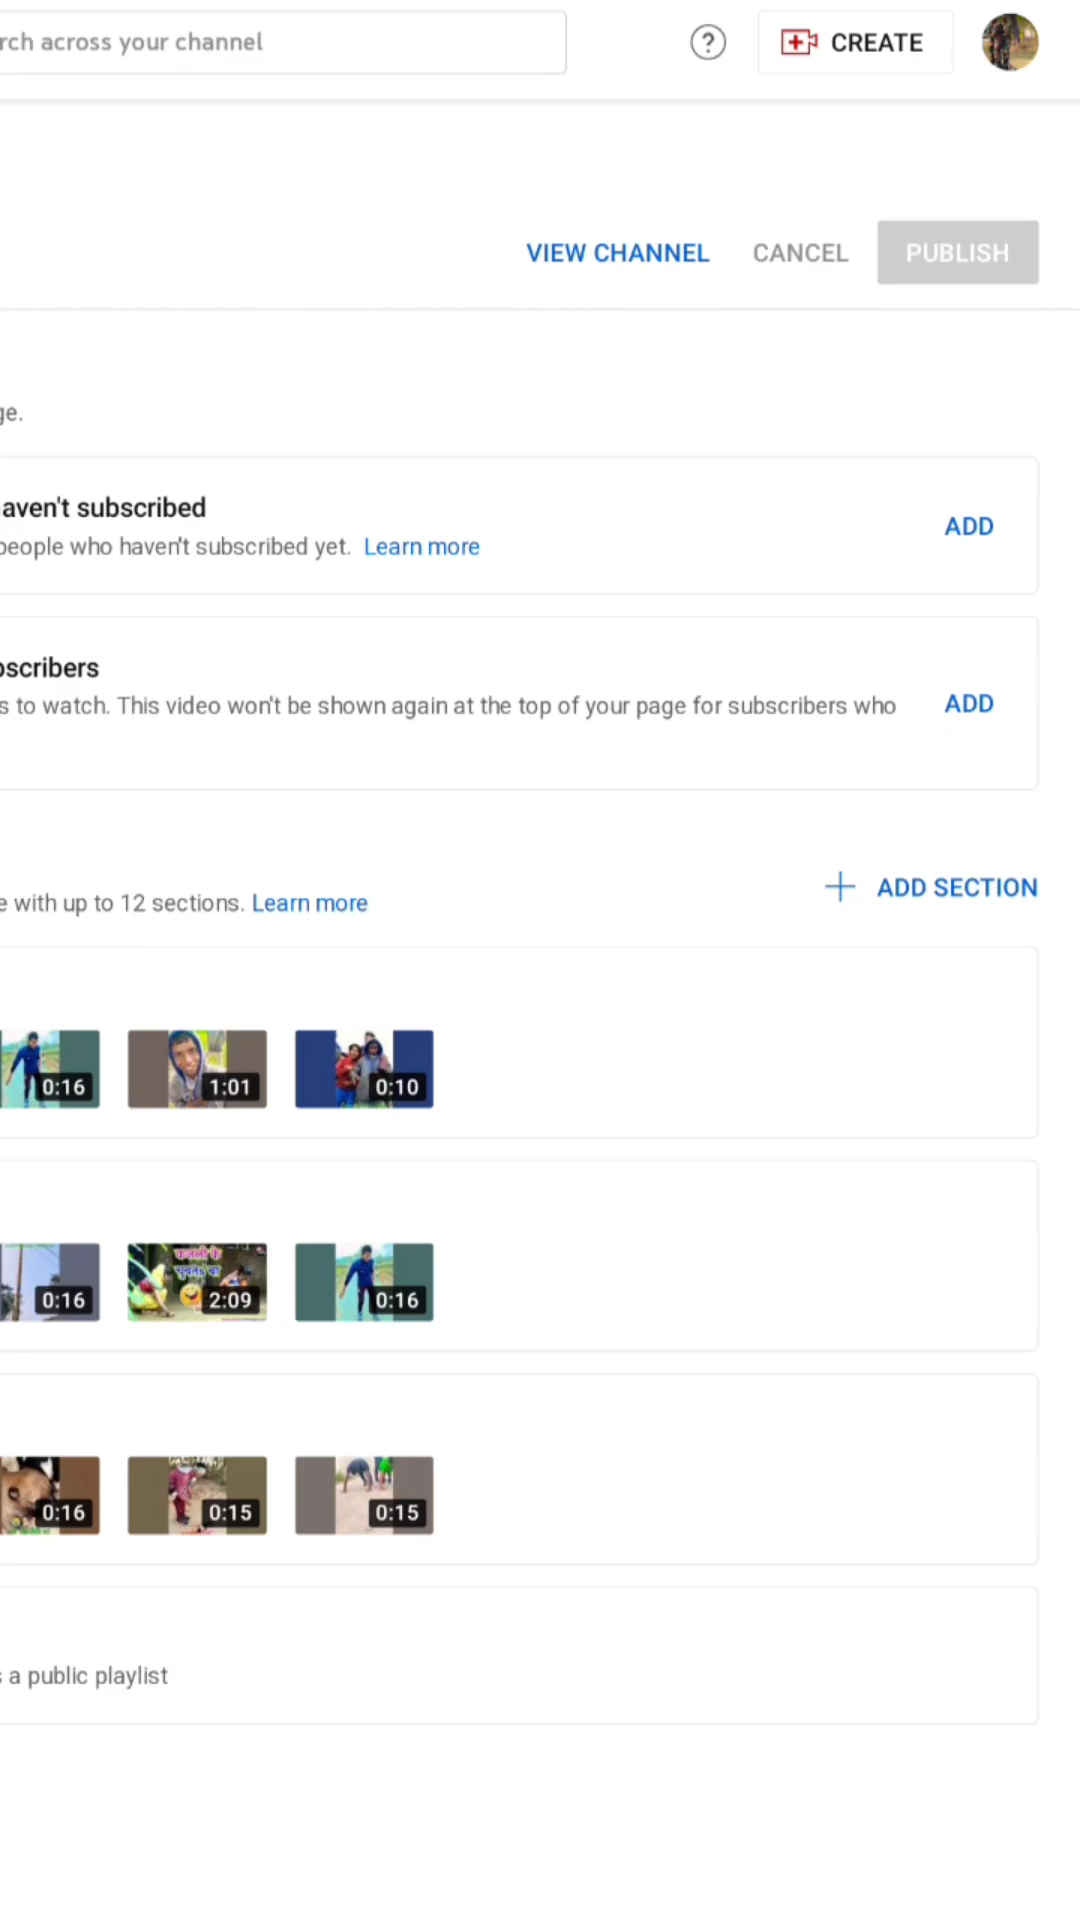 rch across your channel
CREATE
VIEW CHANNEL
CANCEL
PUBLISH
ge.
aven't subscribed
people who haven't subscribed yet. Learn more
ADD
bscribers
s to watch. This video won't be shown again at the top of your page for subscribers who
ADD
e with up to 12 sections. Learn more
ADD SECTION
0:16
1:01
0:10
0:16
2:09
0:16
0:16
0:15
0:15
s a public playlist